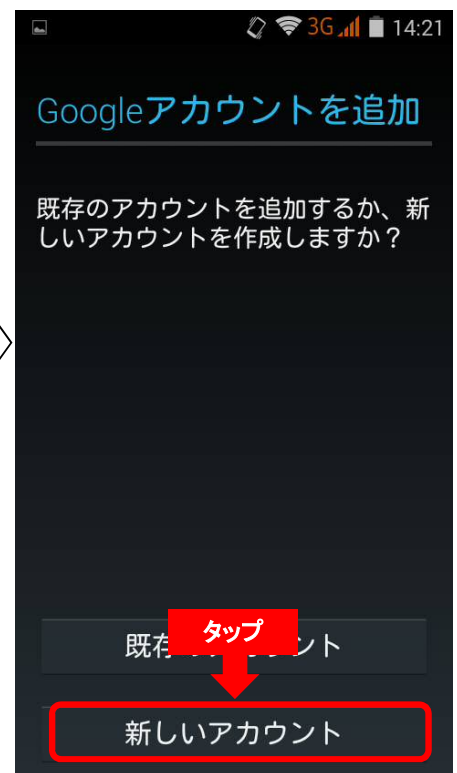 3G 14:21
Googleアカウントを追加
既存のアカウントを追加するか、新
しいアカウントを作成しますか？
タップ
既 ント
新しいアカウント